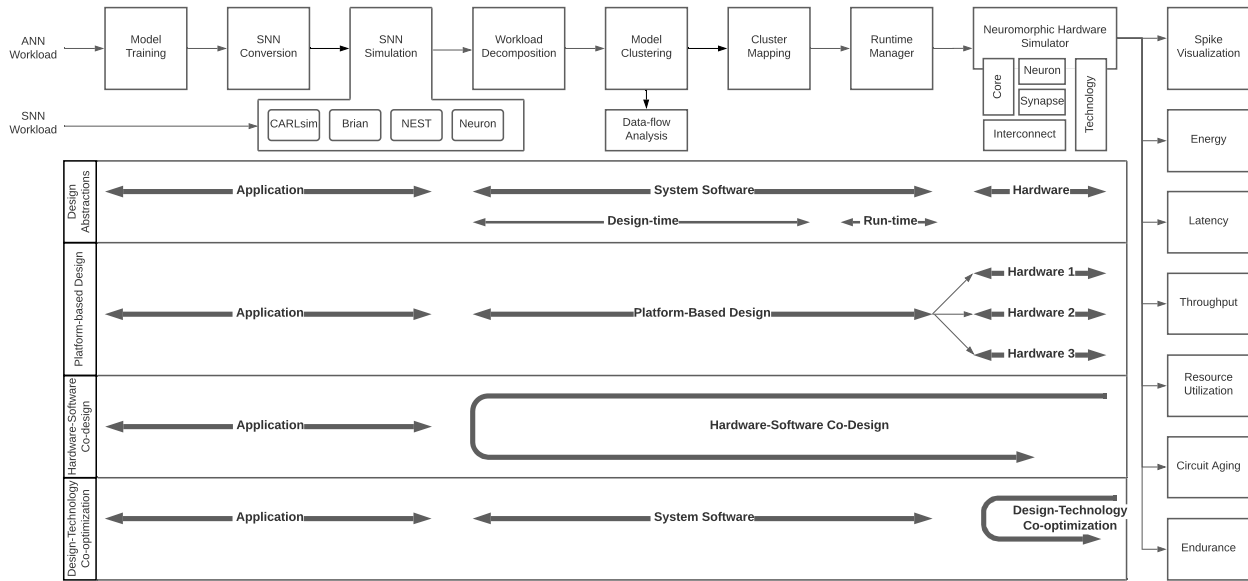 ANN
Workload
Model
Training
SNN
Conversion
SNN
Simulation
Workload
Decomposition
Model
Clustering
Cluster
Mapping
Runtime
Manager
Neuromorphic Hardware
Simulator
Core
Neuron
Synapse
Interconnect
Technology
Spike
Visualization
SNN
Workload
CARLsim
Brian
NEST
Neuron
Data-flow
Analysis
Energy
Latency
Throughput
Resource
Utilization
Circuit Aging
Endurance
Design
Abstractions
Application
System Software
Hardware
Design-time
Run-time
Platform-based Design
Application
Platform-Based Design
Hardware 1
Hardware 2
Hardware 3
Hardware-Software
Co-design
Application
Hardware-Software Co-Design
Design-Technology
Co-optimization
Application
System Software
Design-Technology
Co-optimization